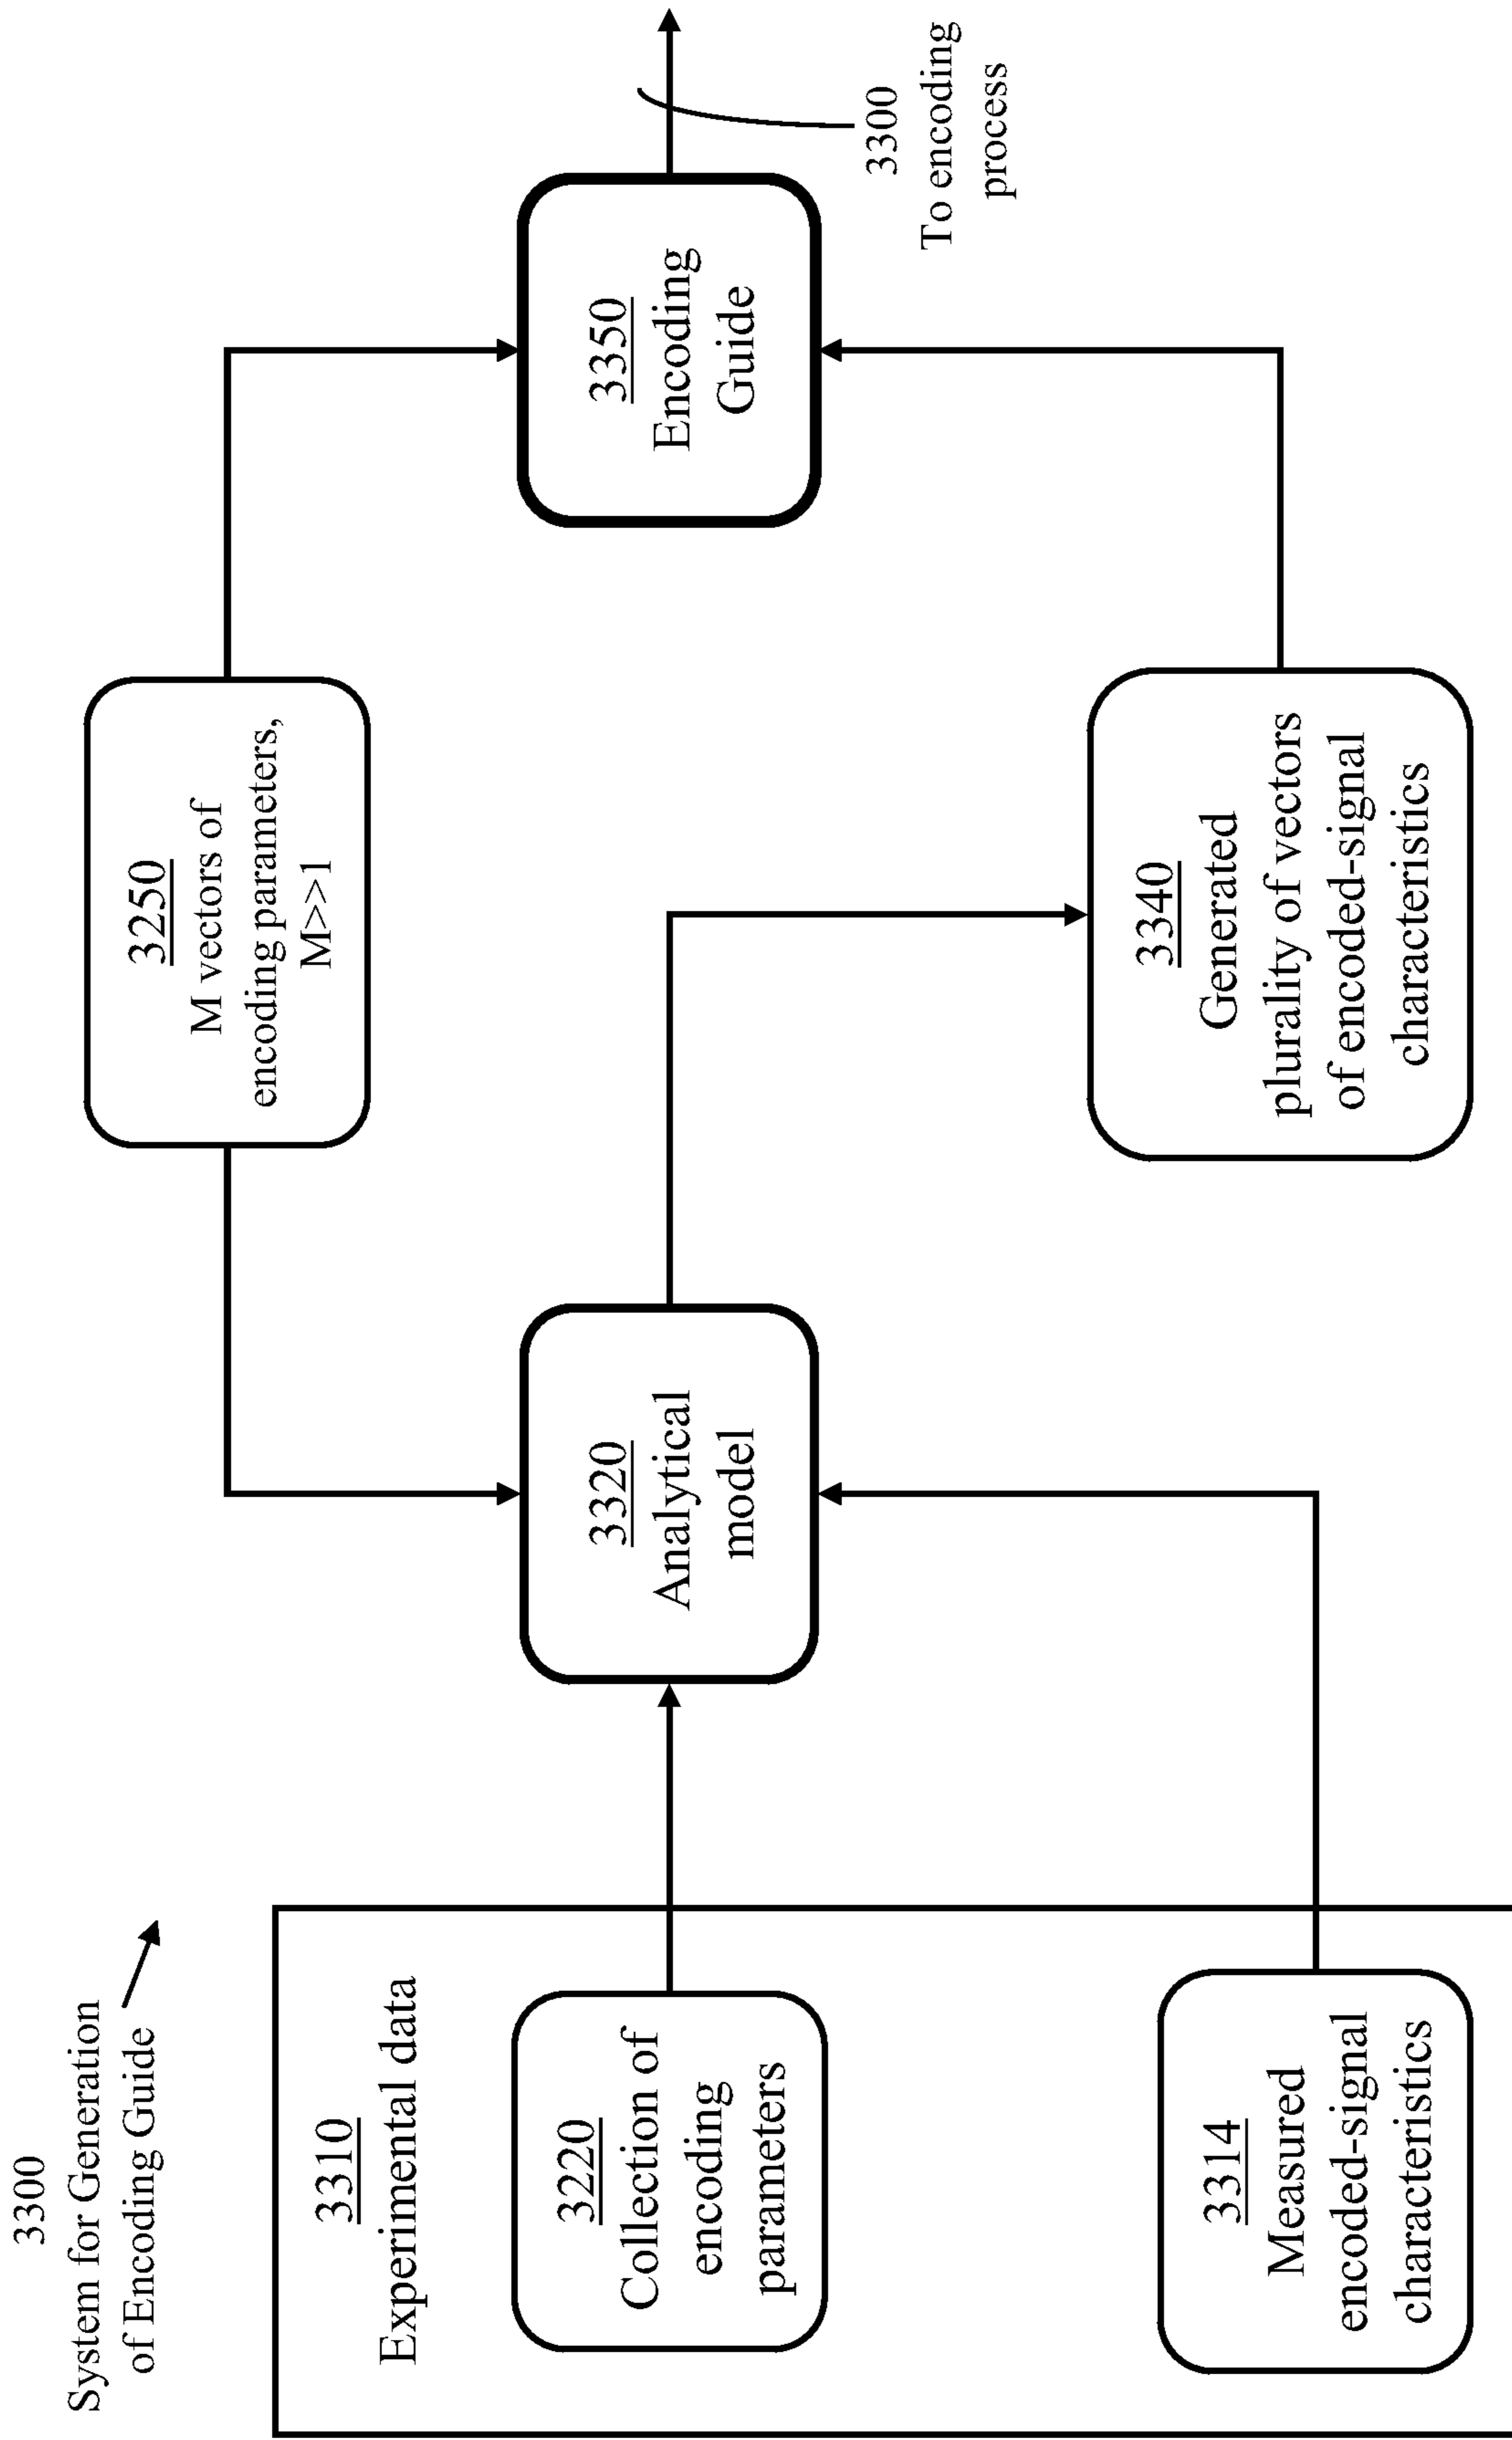 3300
System for Generation
of Encoding Guide
3310
Experimental data
3220
Collection of
encoding
parameters
3314
Measured
encoded-signal
characteristics
3320
Analytical
model
3250
M vectors of
encoding parameters,
M>>1
3340
Generated
plurality of vectors
of encoded-signal
characteristics
3350
Encoding
Guide
3300
To encoding
process